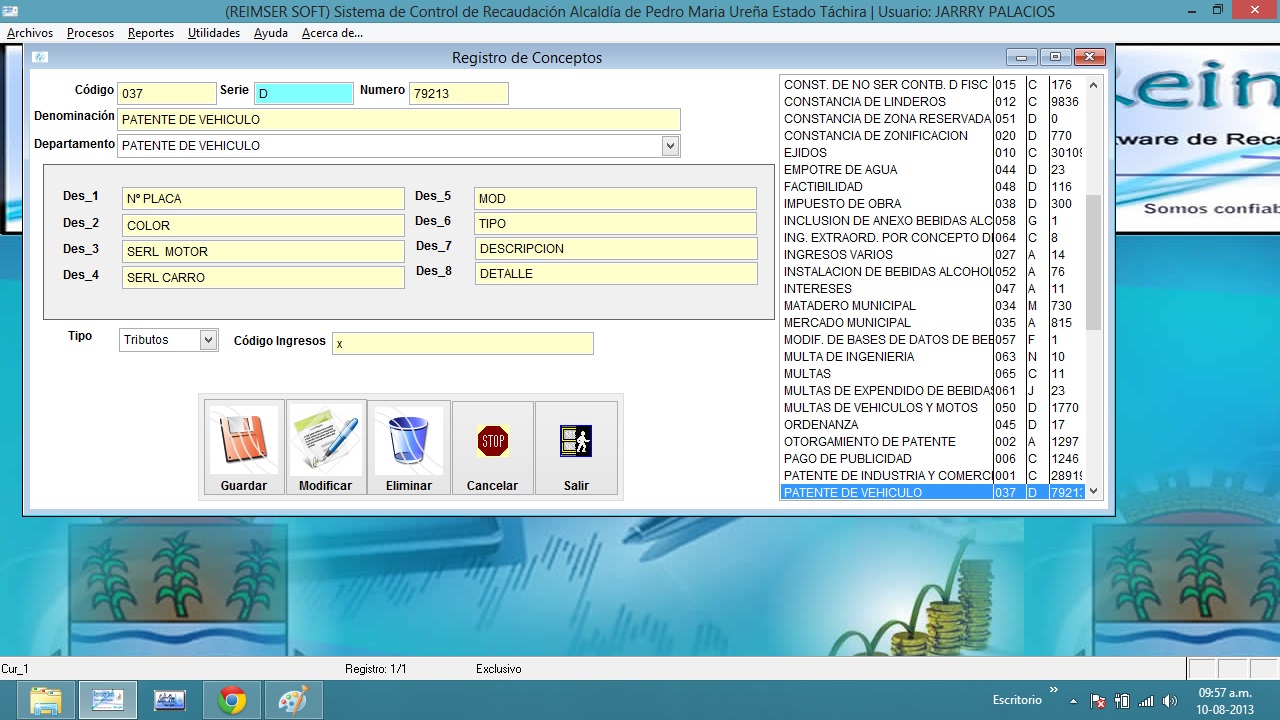 (REIMSER SOFT) Sistema de Control de Recaudación Alcaldía de Pedro Maria Ureña Estado Táchira | Usuario: JARRRY PALACIOS
Archivos Procesos Reportes Utilidades Ayuda Acerca de...
Registro de Conceptos
Código 037 Serie D Numero 79213
Denominación PATENTE DE VEHICULO
Departamento PATENTE DE VEHICULO
Des_1 Nº PLACA Des_5 MOD
Des_2 COLOR Des_6 TIPO
Des_3 SERL MOTOR Des_7 DESCRIPCION
Des_4 SERL CARRO Des_8 DETALLE
Tipo Tributos Código Ingresos x
STOP
Guardar Modificar Eliminar Cancelar Salir
CONST. DE NO SER CONTB. D FISC 015 C 176
CONSTANCIA DE LINDEROS 012 C 9836
CONSTANCIA DE ZONA RESERVADA 051 D 0
CONSTANCIA DE ZONIFICACION 020 D 770
EJIDOS 010 C 30109
EMPOTRE DE AGUA 044 D 23
FACTIBILIDAD 048 D 116
IMPUESTO DE OBRA 038 D 300
INCLUSION DE ANEXO BEBIDAS ALC 058 G 1
ING. EXTRAORD. POR CONCEPTO DI 064 C 8
INGRESOS VARIOS 027 A 14
INSTALACION DE BEBIDAS ALCOHOL 052 A 76
INTERESES 047 A 11
MATADERO MUNICIPAL 034 M 730
MERCADO MUNICIPAL 035 A 815
MODIF. DE BASES DE DATOS DE BEB 057 F 1
MULTA DE INGENIERIA 063 N 10
MULTAS 065 C 11
MULTAS DE EXPENDIDO DE BEBIDAS 061 J 23
MULTAS DE VEHICULOS Y MOTOS 050 D 1770
ORDENANZA 045 D 17
OTORGAMIENTO DE PATENTE 002 A 1297
PAGO DE PUBLICIDAD 006 C 1246
PATENTE DE INDUSTRIA Y COMERCI 001 C 28919
PATENTE DE VEHICULO 037 D 79213
Rein
tware de Reca
Somos confiab
Cur_1 Registro: 1/1 Exclusivo
Escritorio
09:57 a.m.
10-08-2013